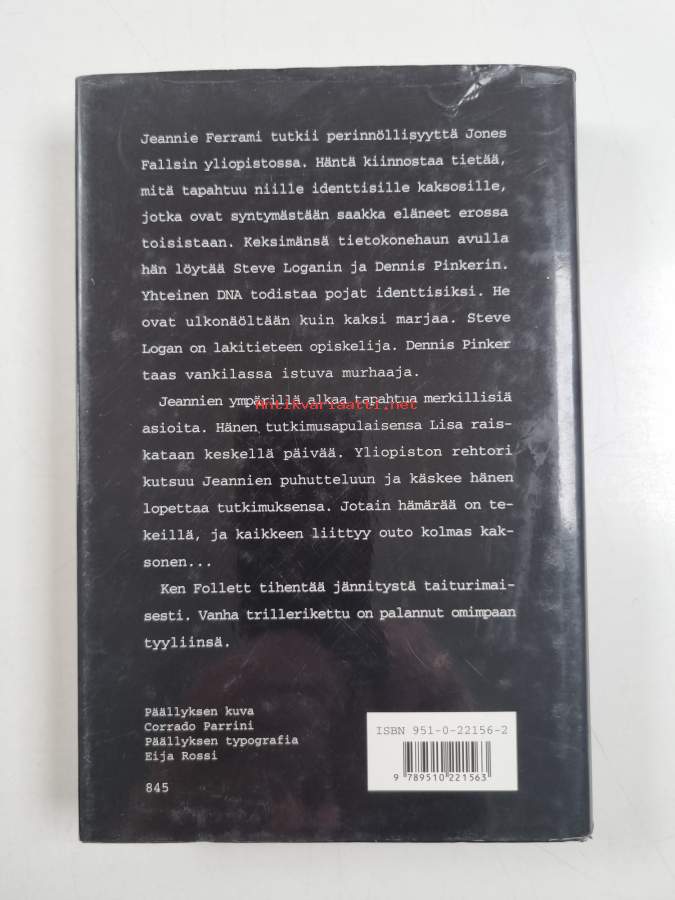 Jeannie Ferrami tutkii perinnöllisyyttä Jones
Fallsin yliopistossa. Häntä kiinnostaa tietää,
mitä tapahtuu niille identtisille kaksosille,
jotka ovat syntymästään saakka eläneet erossa
toisistaan. Keksimänsä tietokonehaun avulla
hän löytää Steve Loganin ja Dennis Pinkerin.
Yhteinen DNA todistaa pojat identtisiksi. He
ovat ulkonäöltään kuin kaksi marjaa. Steve
Logan on lakitieteen opiskelija. Dennis Pinker
taas vankilassa istuva murhaaja.
Jeannien ympärillä alkaa tapahtua merkillisiä
Antikvariaatti.net
asioita. Hänen tutkimusapulaisensa Lisa rais-
kataan keskellä päivää. Yliopiston rehtori
kutsuu Jeannien puhutteluun ja käskee hänen
lopettaa tutkimuksensa. Jotain hämärää on te-
keillä, ja kaikkeen liittyy outo kolmas kak-
sonen...
Ken Follett tihentää jännitystä taiturimai-
sesti. Vanha trillerikettu on palannut omimpaan
tyyliinsä.
Päällyksen kuva
Corrado Parrini
Päällyksen typografia
Eija Rossi
845
ISBN 951-0-22156-2
9 789510 221563